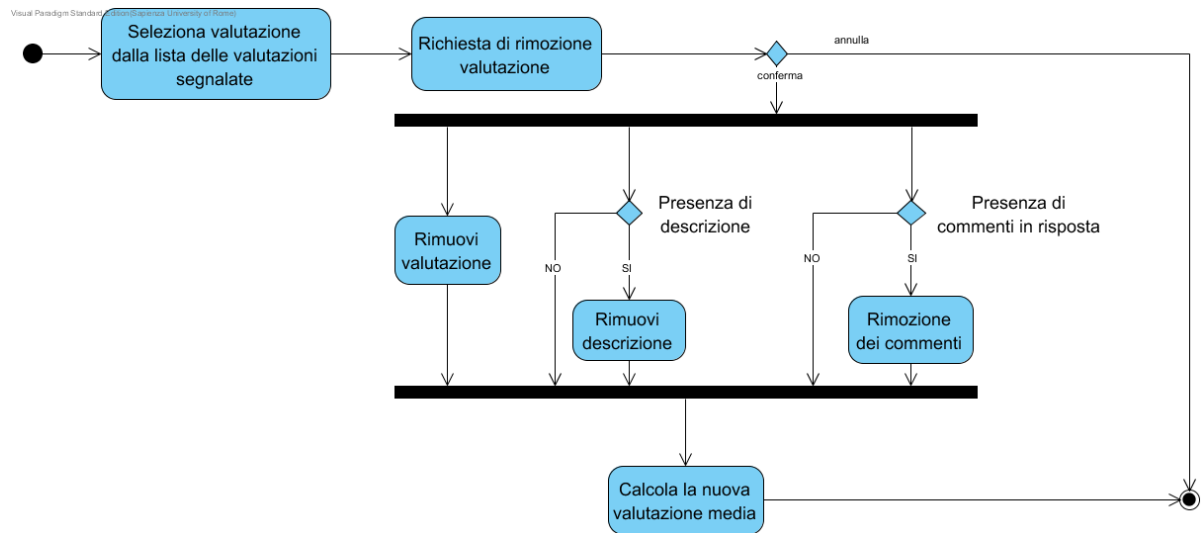 Visual Paradigm Standard Edition(Sapienza University of Rome)
Seleziona valutazione
dalla lista delle valutazioni
segnalate
Richiesta di rimozione
valutazione
annulla
conferma
Rimuovi
valutazione
Presenza di
descrizione
NO
SI
Rimuovi
descrizione
Presenza di
commenti in risposta
NO
SI
Rimozione
dei commenti
Calcola la nuova
valutazione media